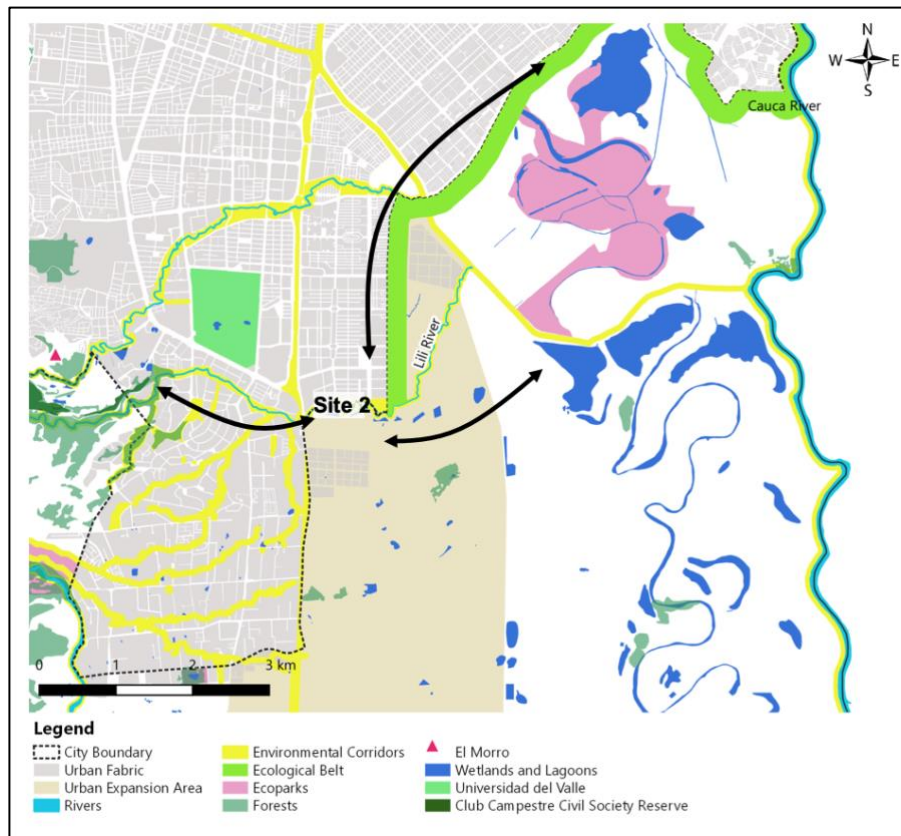 N
W E
S
Cauca River
Lili River
Site 2
0 1 2 3 km
Legend
City Boundary
Urban Fabric
Urban Expansion Area
Rivers
Environmental Corridors
Ecological Belt
Ecoparks
Forests
El Morro
Wetlands and Lagoons
Universidad del Valle
Club Campestre Civil Society Reserve